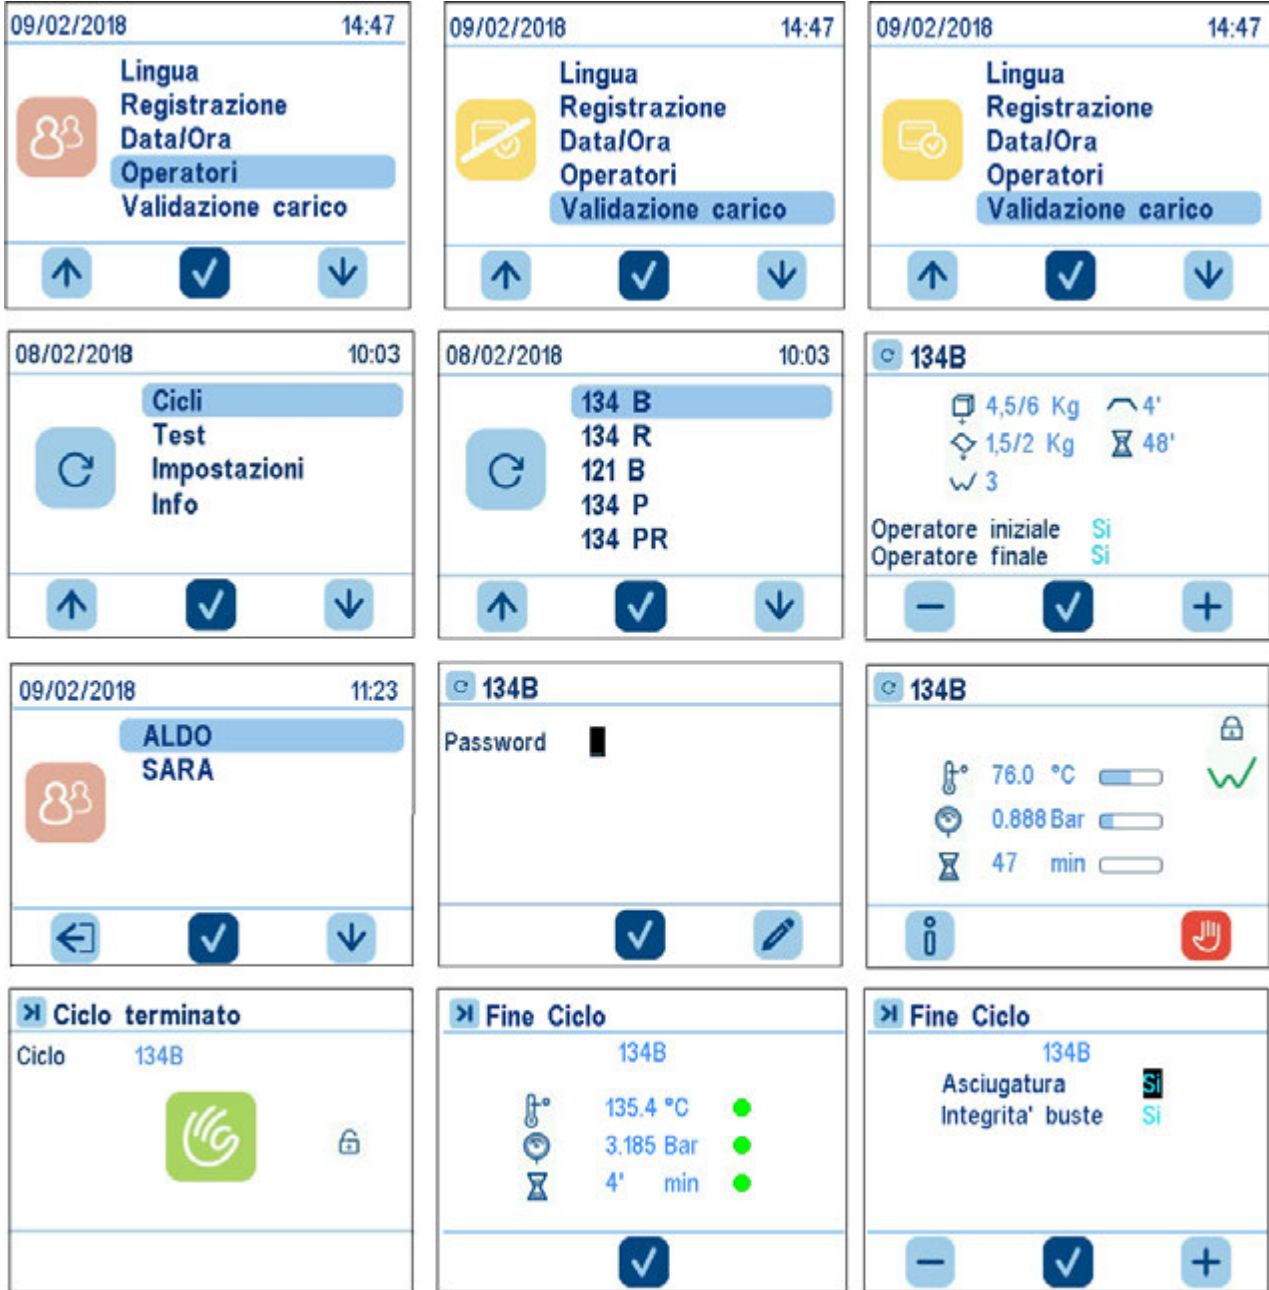 09/02/2018 14:47
Lingua
Registrazione
Data/Ora
Operatori
Validazione carico
09/02/2018 14:47
Lingua
Registrazione
Data/Ora
Operatori
Validazione carico
09/02/2018 14:47
Lingua
Registrazione
Data/Ora
Operatori
Validazione carico
08/02/2018 10:03
Cicli
Test
Impostazioni
Info
08/02/2018 10:03
134 B
134 R
121 B
134 P
134 PR
134B
4,5/6 Kg 4'
1,5/2 Kg 48'
3
Operatore iniziale Si
Operatore finale Si
09/02/2018 11:23
ALDO
SARA
134B
Password
134B
76.0 °C
0.888 Bar
47 min
Ciclo terminato
Ciclo 134B
Fine Ciclo
134B
135.4 °C
3.185 Bar
4' min
Fine Ciclo
134B
Asciugatura Si
Integrita' buste Si